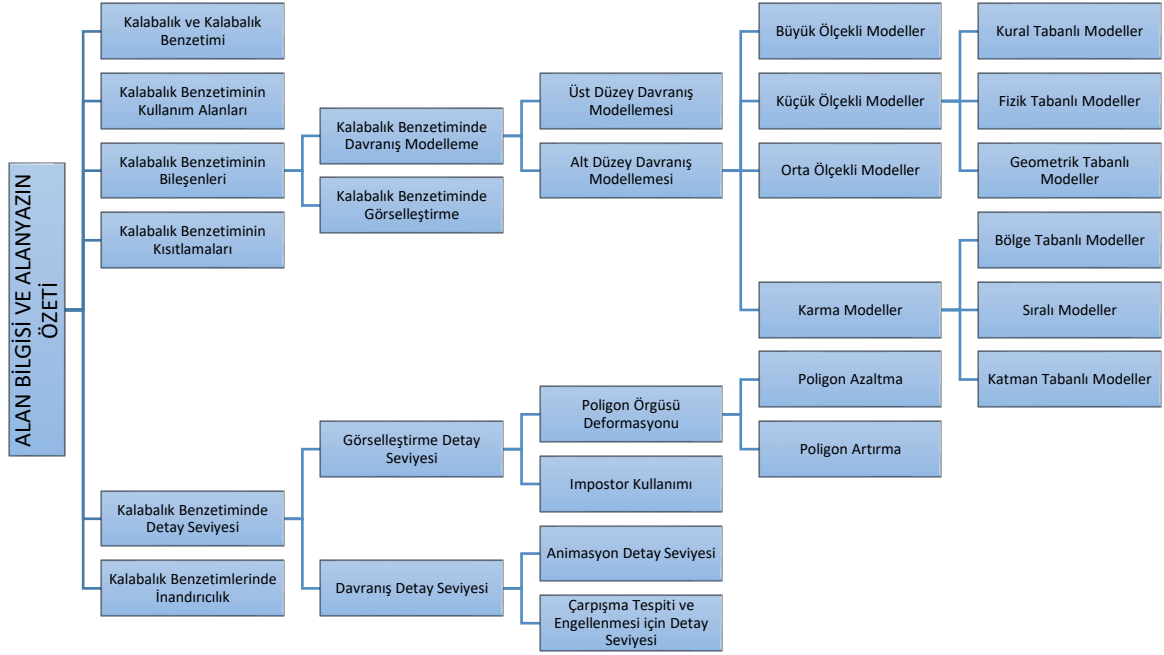 ALAN BİLGİSİ VE ALANYAZIN
ÖZETİ
Kalabalık ve Kalabalık
Benzetimi
Kalabalık Benzetiminin
Kullanım Alanları
Kalabalık Benzetiminin
Bileşenleri
Kalabalık Benzetiminde
Davranış Modelleme
Üst Düzey Davranış
Modellemesi
Alt Düzey Davranış
Modellemesi
Büyük Ölçekli Modeller
Küçük Ölçekli Modeller
Kural Tabanlı Modeller
Fizik Tabanlı Modeller
Geometrik Tabanlı
Modeller
Orta Ölçekli Modeller
Karma Modeller
Bölge Tabanlı Modeller
Sıralı Modeller
Katman Tabanlı Modeller
Kalabalık Benzetiminde
Görselleştirme
Kalabalık Benzetiminin
Kısıtlamaları
Kalabalık Benzetiminde
Detay Seviyesi
Görselleştirme Detay
Seviyesi
Poligon Örgüsü
Deformasyonu
Poligon Azaltma
Poligon Artırma
Impostor Kullanımı
Davranış Detay Seviyesi
Animasyon Detay Seviyesi
Çarpışma Tespiti ve
Engellenmesi için Detay
Seviyesi
Kalabalık Benzetimlerinde
İnandırıcılık